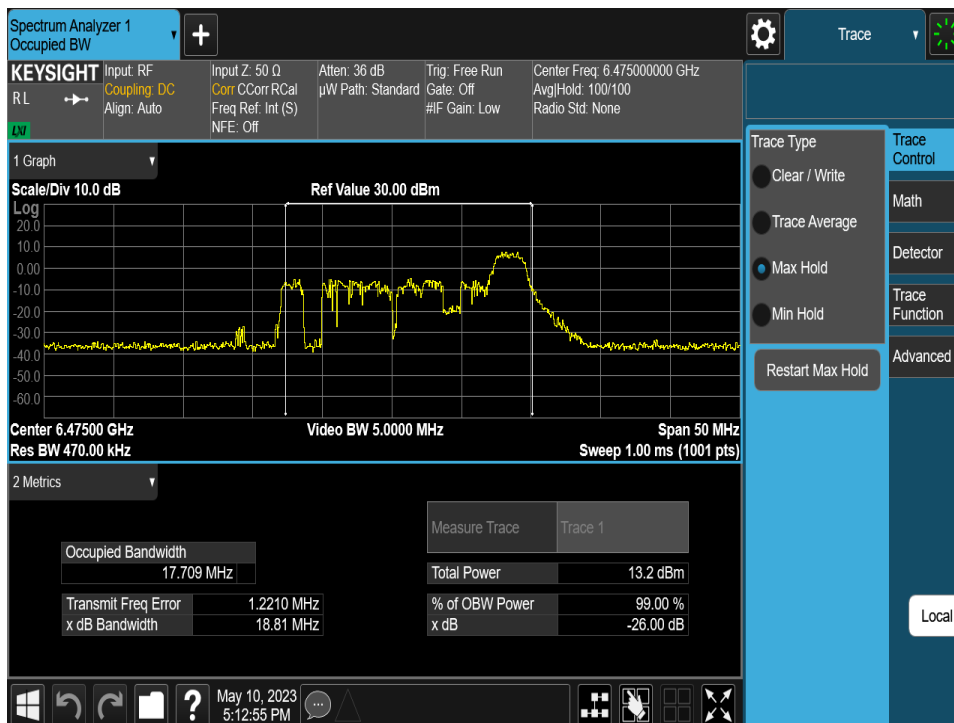 Spectrum Analyzer 1
Occupied BW
+
Trace
KEYSIGHT
RL
LXI
Input: RF
Coupling: DC
Align: Auto
Input Z: 50 Ω
Corr CCorr RCal
Freq Ref: Int (S)
NFE: Off
Atten: 36 dB
µW Path: Standard
Trig: Free Run
Gate: Off
#IF Gain: Low
Center Freq: 6.475000000 GHz
Avg|Hold: 100/100
Radio Std: None
1 Graph
Scale/Div 10.0 dB
Ref Value 30.00 dBm
Log
20.0
10.0
0.00
-10.0
-20.0
-30.0
-40.0
-50.0
-60.0
Center 6.47500 GHz
Video BW 5.0000 MHz
Span 50 MHz
Res BW 470.00 kHz
Sweep 1.00 ms (1001 pts)
2 Metrics
Measure Trace
Trace 1
Occupied Bandwidth
17.709 MHz
Total Power
13.2 dBm
Transmit Freq Error
1.2210 MHz
% of OBW Power
99.00 %
x dB Bandwidth
18.81 MHz
x dB
-26.00 dB
Trace Type
Clear / Write
Trace Average
Max Hold
Min Hold
Restart Max Hold
Trace
Control
Math
Detector
Trace
Function
Advanced
Local
?
May 10, 2023
5:12:55 PM